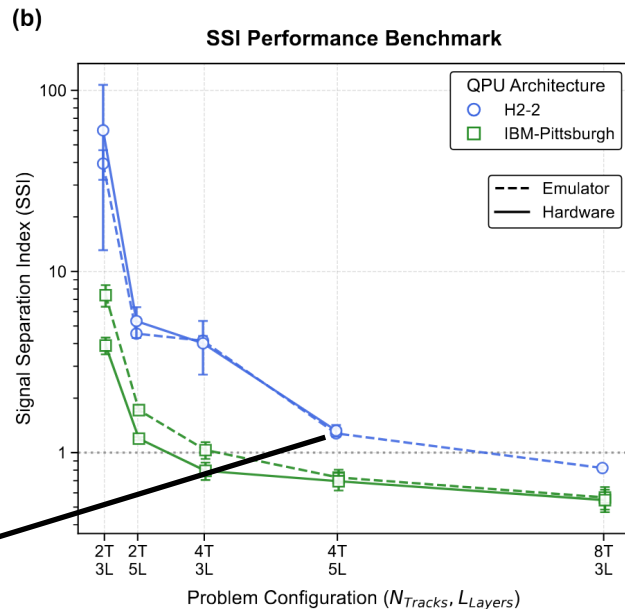 (b)
SSI Performance Benchmark
QPU Architecture
H2-2
IBM-Pittsburgh
Emulator
Hardware
Signal Separation Index (SSI)
100
10
1
2T 2T 4T 4T 8T
3L 5L 3L 5L 3L
Problem Configuration (N_Tracks, L_Layers)